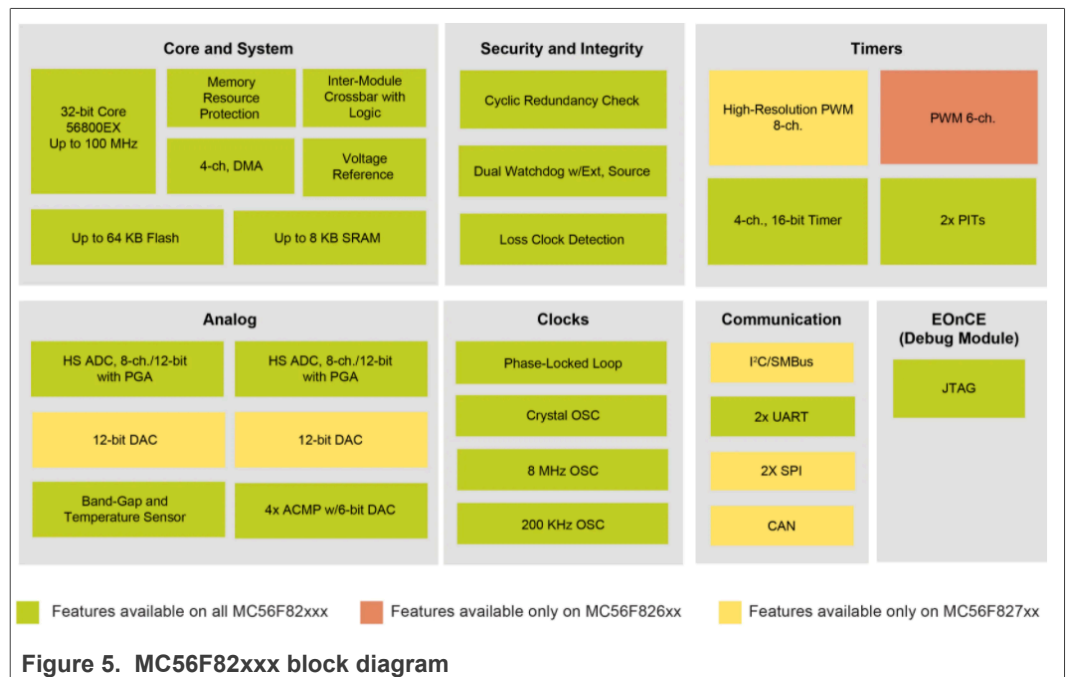 Core and System
32-bit Core
56800EX
Up to 100 MHz
Memory
Resource
Protection
Inter-Module
Crossbar with
Logic
4-ch, DMA
Voltage
Reference
Up to 64 KB Flash
Up to 8 KB SRAM
Security and Integrity
Cyclic Redundancy Check
Dual Watchdog w/Ext, Source
Loss Clock Detection
Timers
High-Resolution PWM
8-ch.
PWM 6-ch.
4-ch., 16-bit Timer
2x PITs
Analog
HS ADC, 8-ch./12-bit
with PGA
HS ADC, 8-ch./12-bit
with PGA
12-bit DAC
12-bit DAC
Band-Gap and
Temperature Sensor
4x ACMP w/6-bit DAC
Clocks
Phase-Locked Loop
Crystal OSC
8 MHz OSC
200 KHz OSC
Communication
I²C/SMBus
2x UART
2X SPI
CAN
EOnCE
(Debug Module)
JTAG
Features available on all MC56F82xxx
Features available only on MC56F826xx
Features available only on MC56F827xx
Figure 5. MC56F82xxx block diagram